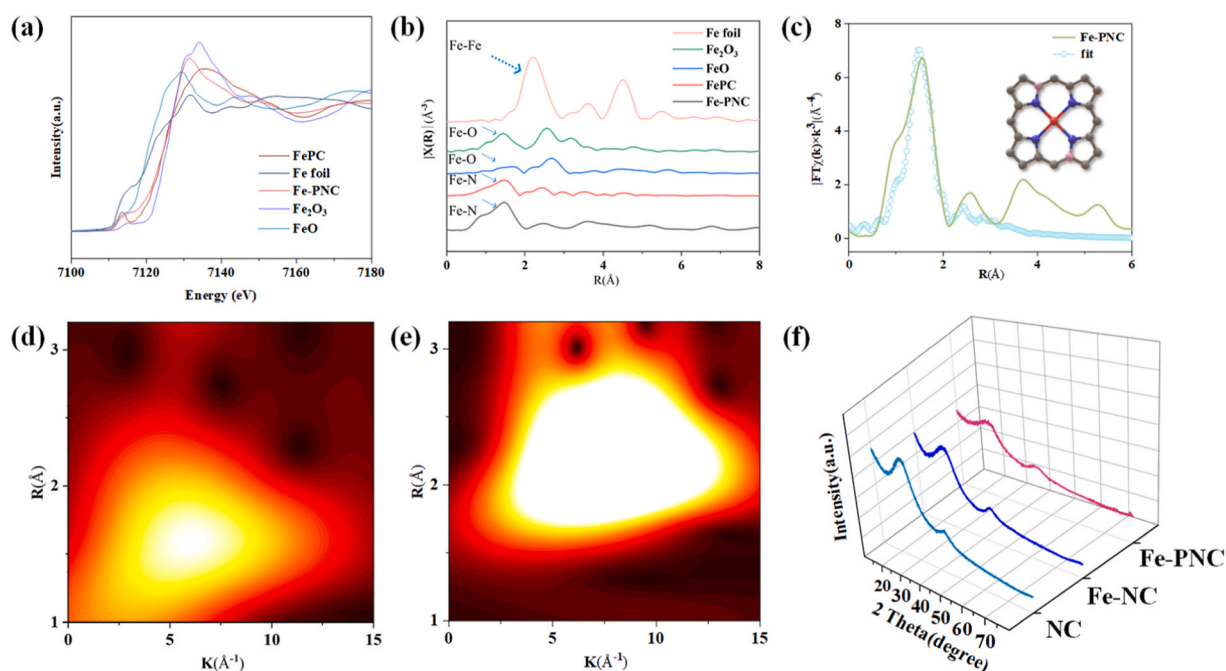 (a)
Intensity(a.u.)
FePC
Fe foil
Fe-PNC
Fe₂O₃
FeO
7100 7120 7140 7160 7180
Energy (eV)
(b)
|X(R)| (Å⁻³)
Fe-Fe
Fe foil
Fe₂O₃
FeO
FePC
Fe-PNC
Fe-O
Fe-O
Fe-N
Fe-N
0 2 4 6 8
R(Å)
(c)
|FTχ(k)×k³|(Å⁻⁴)
8
6
4
2
0
Fe-PNC
fit
0 2 4 6
R(Å)
(d)
R(Å)
3
2
1
0 5 10 15
K(Å⁻¹)
(e)
R(Å)
3
2
1
0 5 10 15
K(Å⁻¹)
(f)
Intensity(a.u.)
20 30 40 50 60 70
2 Theta(degree)
NC
Fe-NC
Fe-PNC